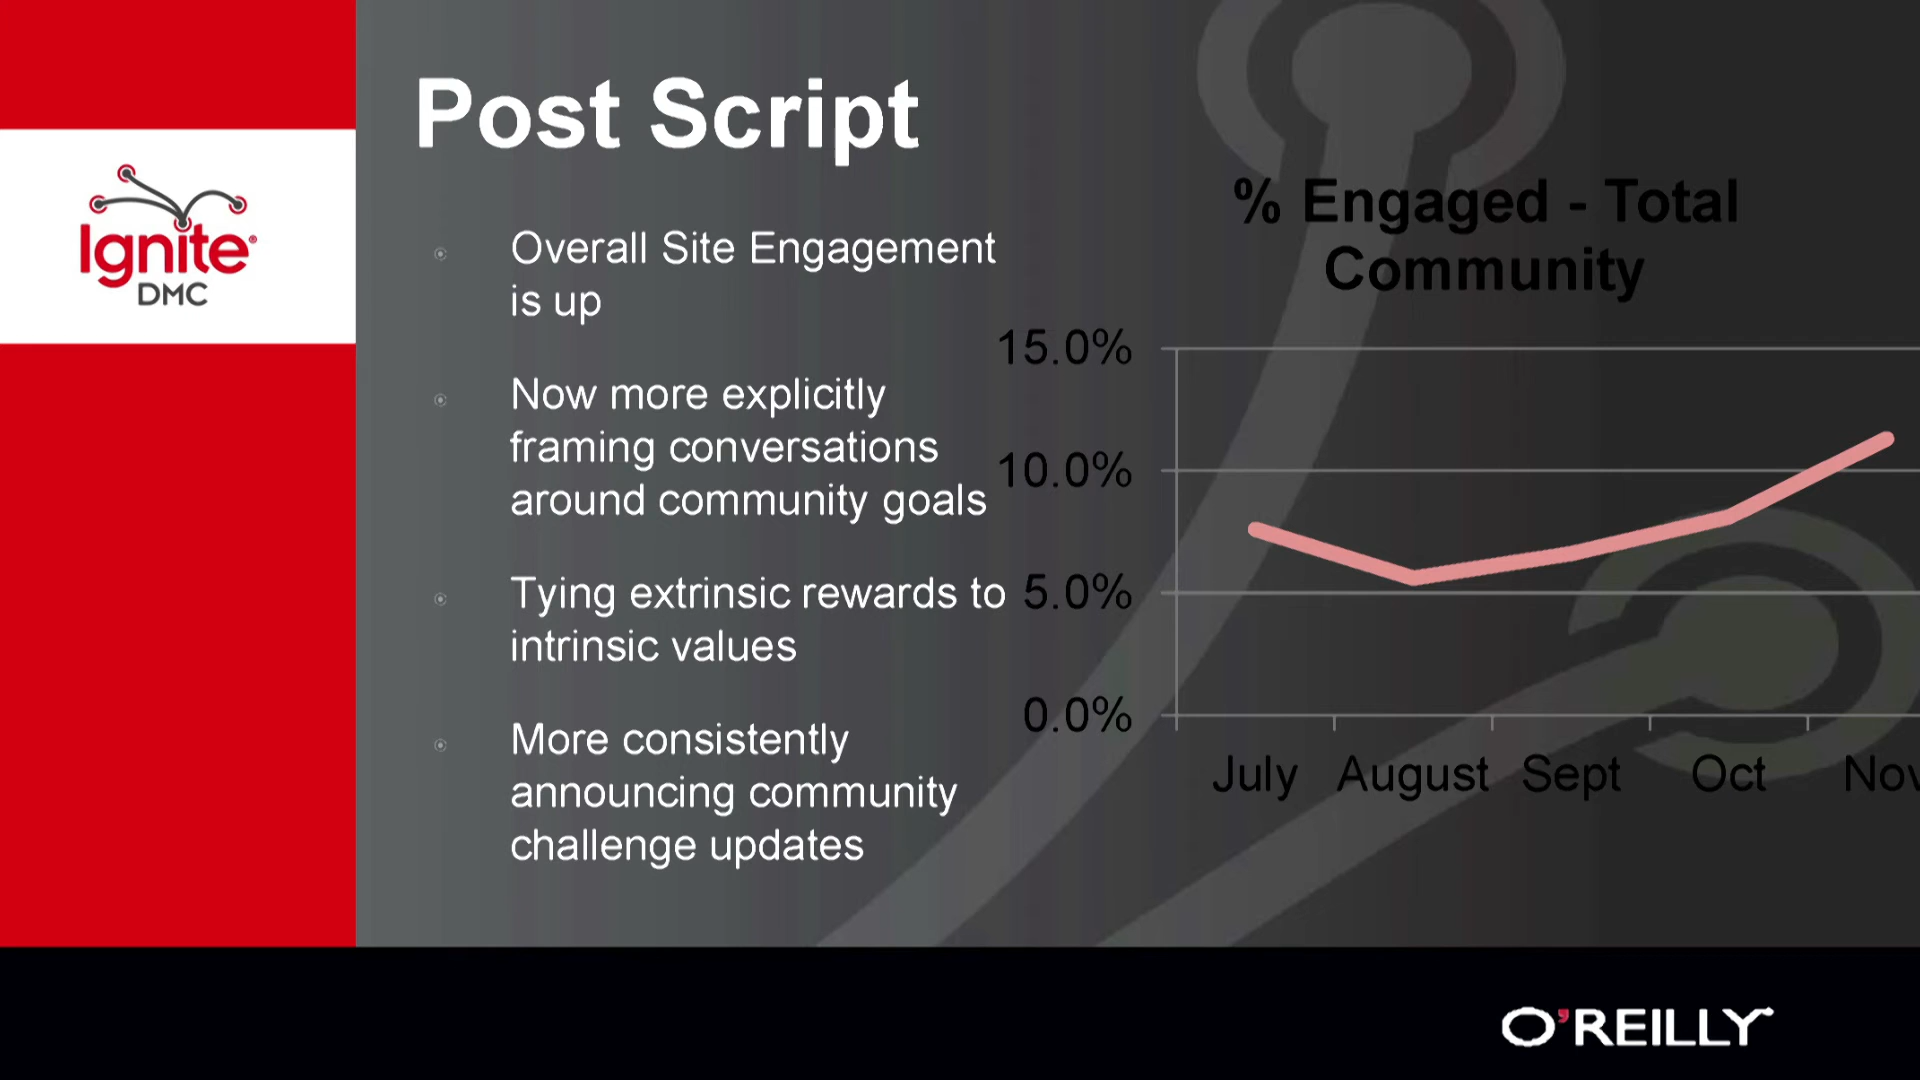 Post Script
Ignite
DMC
Overall Site Engagement
is up
Now more explicitly
framing conversations
around community goals
Tying extrinsic rewards to
intrinsic values
More consistently
announcing community
challenge updates
% Engaged - Total
Community
15.0%
10.0%
5.0%
0.0%
July August Sept Oct Nov
O'REILLY